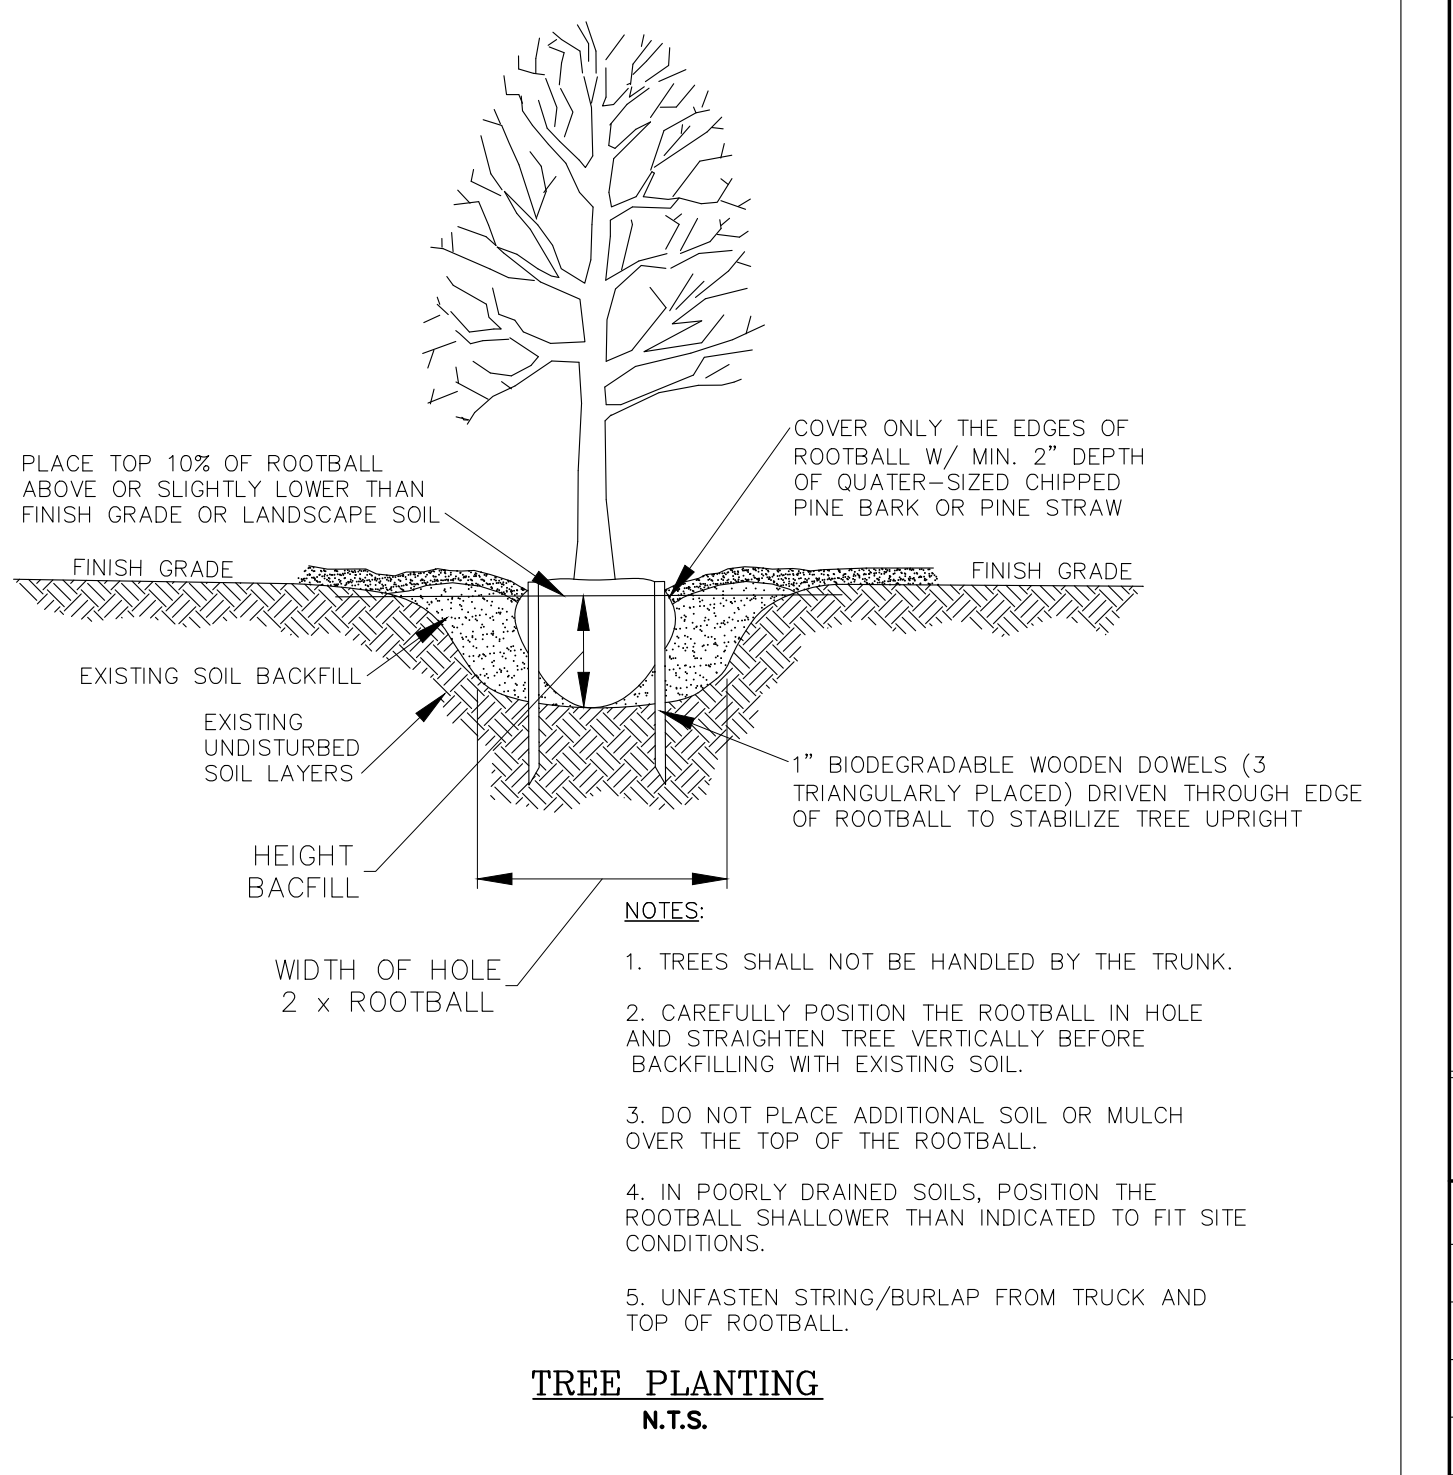 PLACE TOP 10% OF ROOTBALL
ABOVE OR SLIGHTLY LOWER THAN
FINISH GRADE OR LANDSCAPE SOIL
COVER ONLY THE EDGES OF
ROOTBALL W/ MIN. 2” DEPTH
OF QUATER-SIZED CHIPPED
PINE BARK OR PINE STRAW
FINISH GRADE
FINISH GRADE
EXISTING SOIL BACKFILL
EXISTING
UNDISTURBED
SOIL LAYERS
1” BIODEGRADABLE WOODEN DOWELS (3
TRIANGULARLY PLACED) DRIVEN THROUGH EDGE
OF ROOTBALL TO STABILIZE TREE UPRIGHT
HEIGHT
BACFILL
WIDTH OF HOLE
2 x ROOTBALL
NOTES:
1. TREES SHALL NOT BE HANDLED BY THE TRUNK.
2. CAREFULLY POSITION THE ROOTBALL IN HOLE
AND STRAIGHTEN TREE VERTICALLY BEFORE
BACKFILLING WITH EXISTING SOIL.
3. DO NOT PLACE ADDITIONAL SOIL OR MULCH
OVER THE TOP OF THE ROOTBALL.
4. IN POORLY DRAINED SOILS, POSITION THE
ROOTBALL SHALLOWER THAN INDICATED TO FIT SITE
CONDITIONS.
5. UNFASTEN STRING/BURLAP FROM TRUCK AND
TOP OF ROOTBALL.
TREE PLANTING
N.T.S.